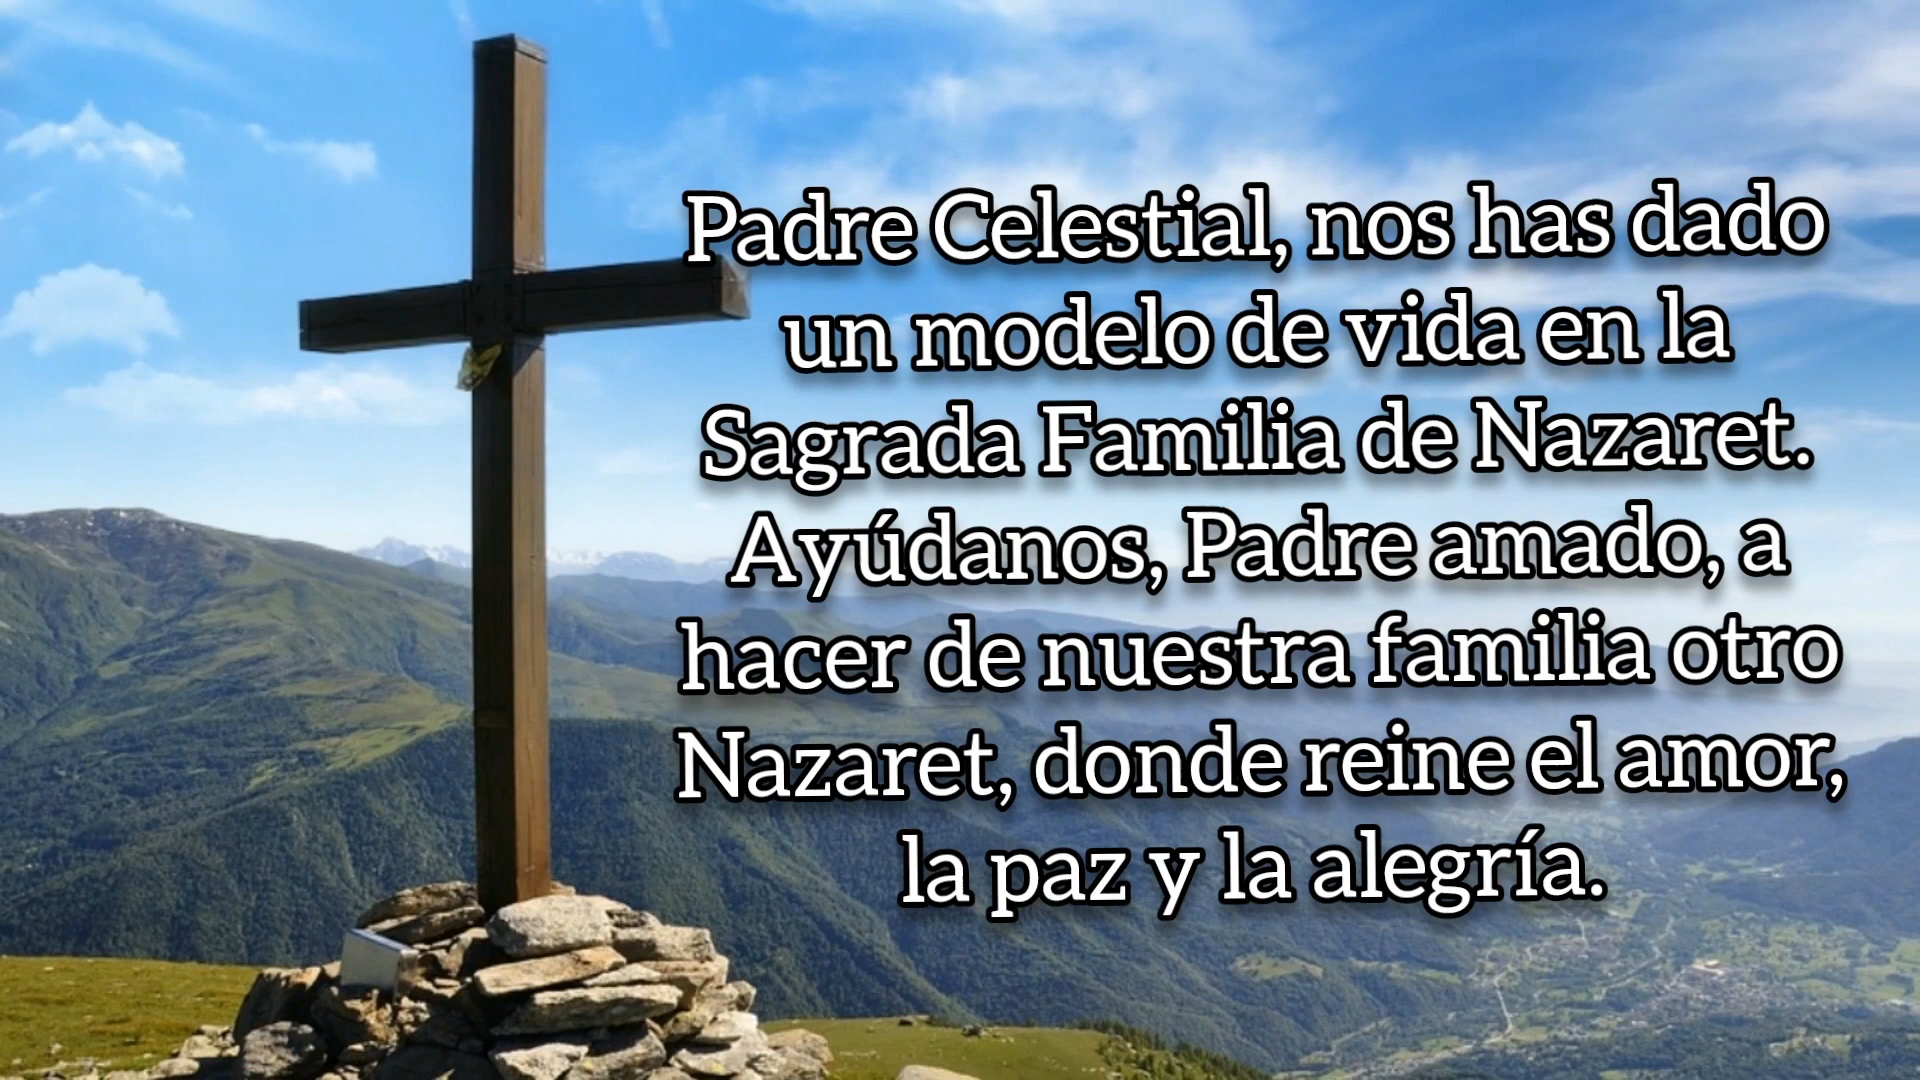 Padre Celestial, nos has dado
un modelo de vida en la
Sagrada Familia de Nazaret.
Ayúdanos, Padre amado, a
hacer de nuestra familia otro
Nazaret, donde reine el amor,
la paz y la alegría.